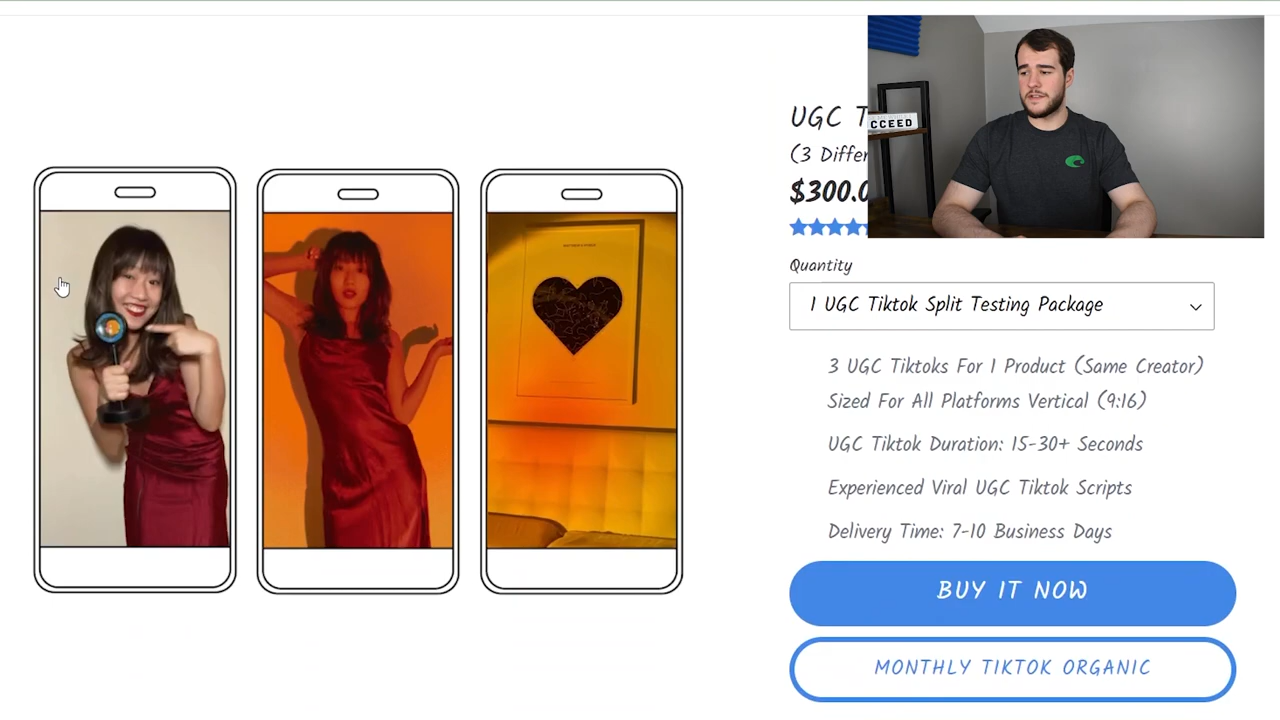 UGC T
(3 Differ
$300.0
CCEED
Quantity
1 UGC Tiktok Split Testing Package
3 UGC Tiktoks For 1 Product (Same Creator)
Sized For All Platforms Vertical (9:16)
UGC Tiktok Duration: 15-30+ Seconds
Experienced Viral UGC Tiktok Scripts
Delivery Time: 7-10 Business Days
BUY IT NOW
MONTHLY TIKTOK ORGANIC